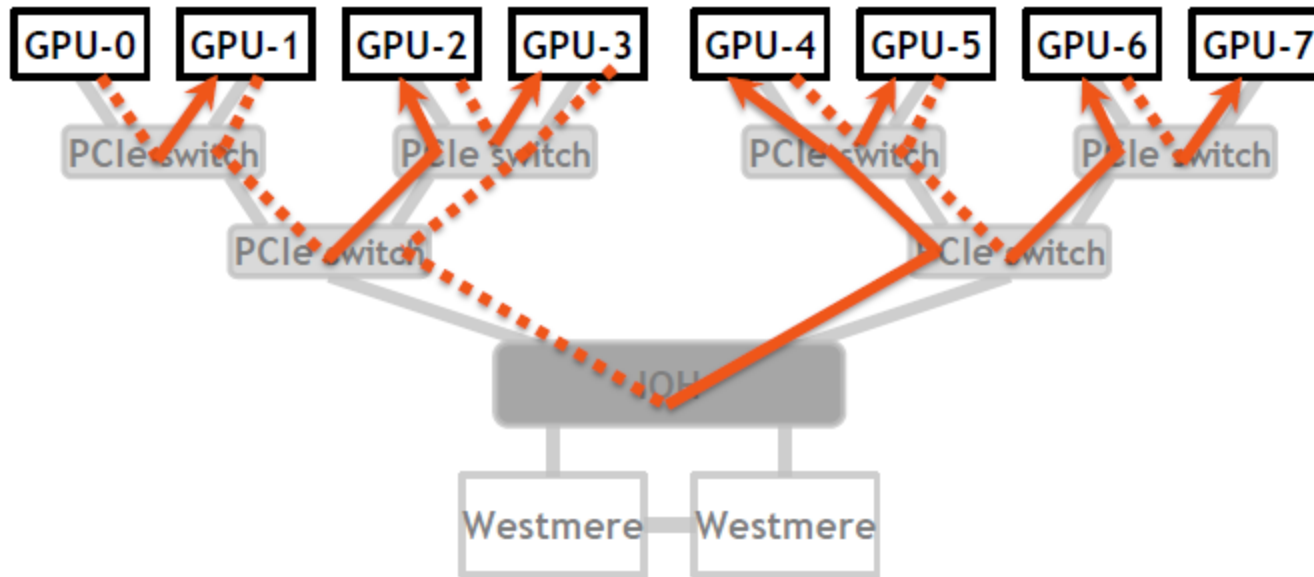 GPU-0 GPU-1 GPU-2 GPU-3 GPU-4 GPU-5 GPU-6 GPU-7
PCIe switch PCIe switch PCIe switch PCIe switch
PCIe switch PCIe switch
IOH
Westmere Westmere